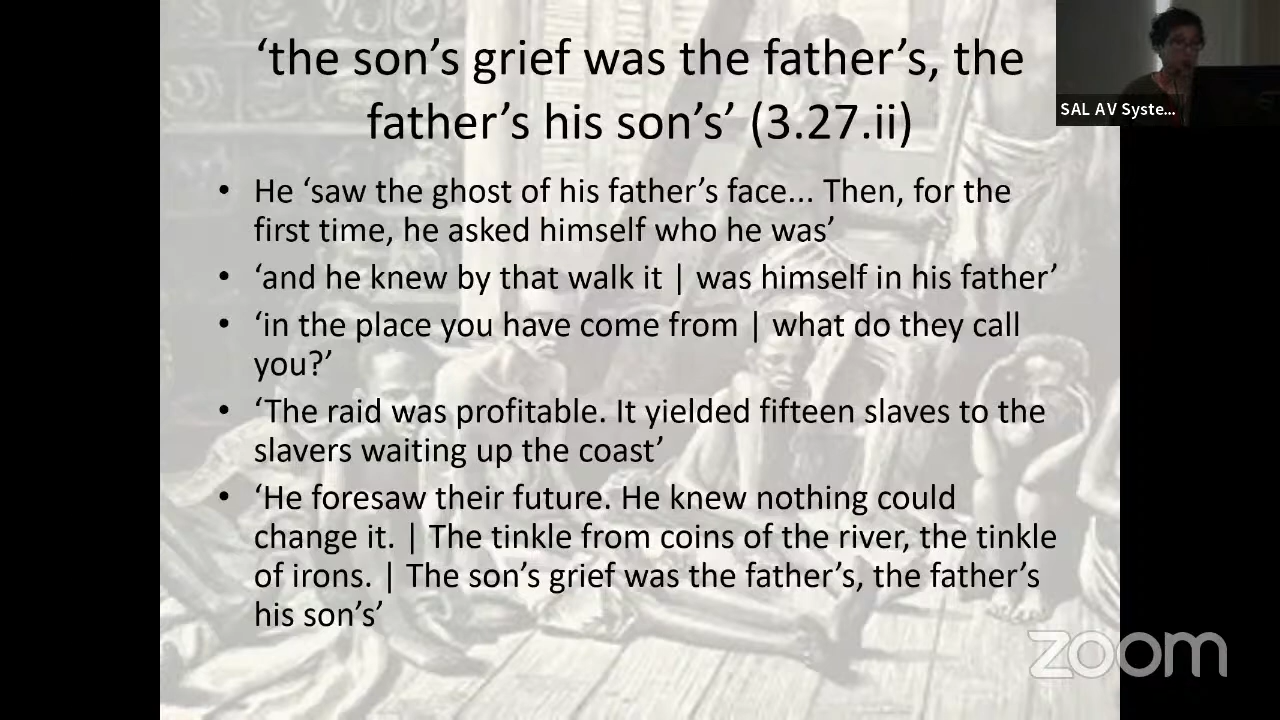 ‘the son’s grief was the father’s, the
father’s his son’s’ (3.27.ii)
SAL AV Syste...
• He ‘saw the ghost of his father’s face... Then, for the
first time, he asked himself who he was’
• ‘and he knew by that walk it | was himself in his father’
• ‘in the place you have come from | what do they call
you?’
• ‘The raid was profitable. It yielded fifteen slaves to the
slavers waiting up the coast’
• ‘He foresaw their future. He knew nothing could
change it. | The tinkle from coins of the river, the tinkle
of irons. | The son’s grief was the father’s, the father’s
his son’s’
zoom